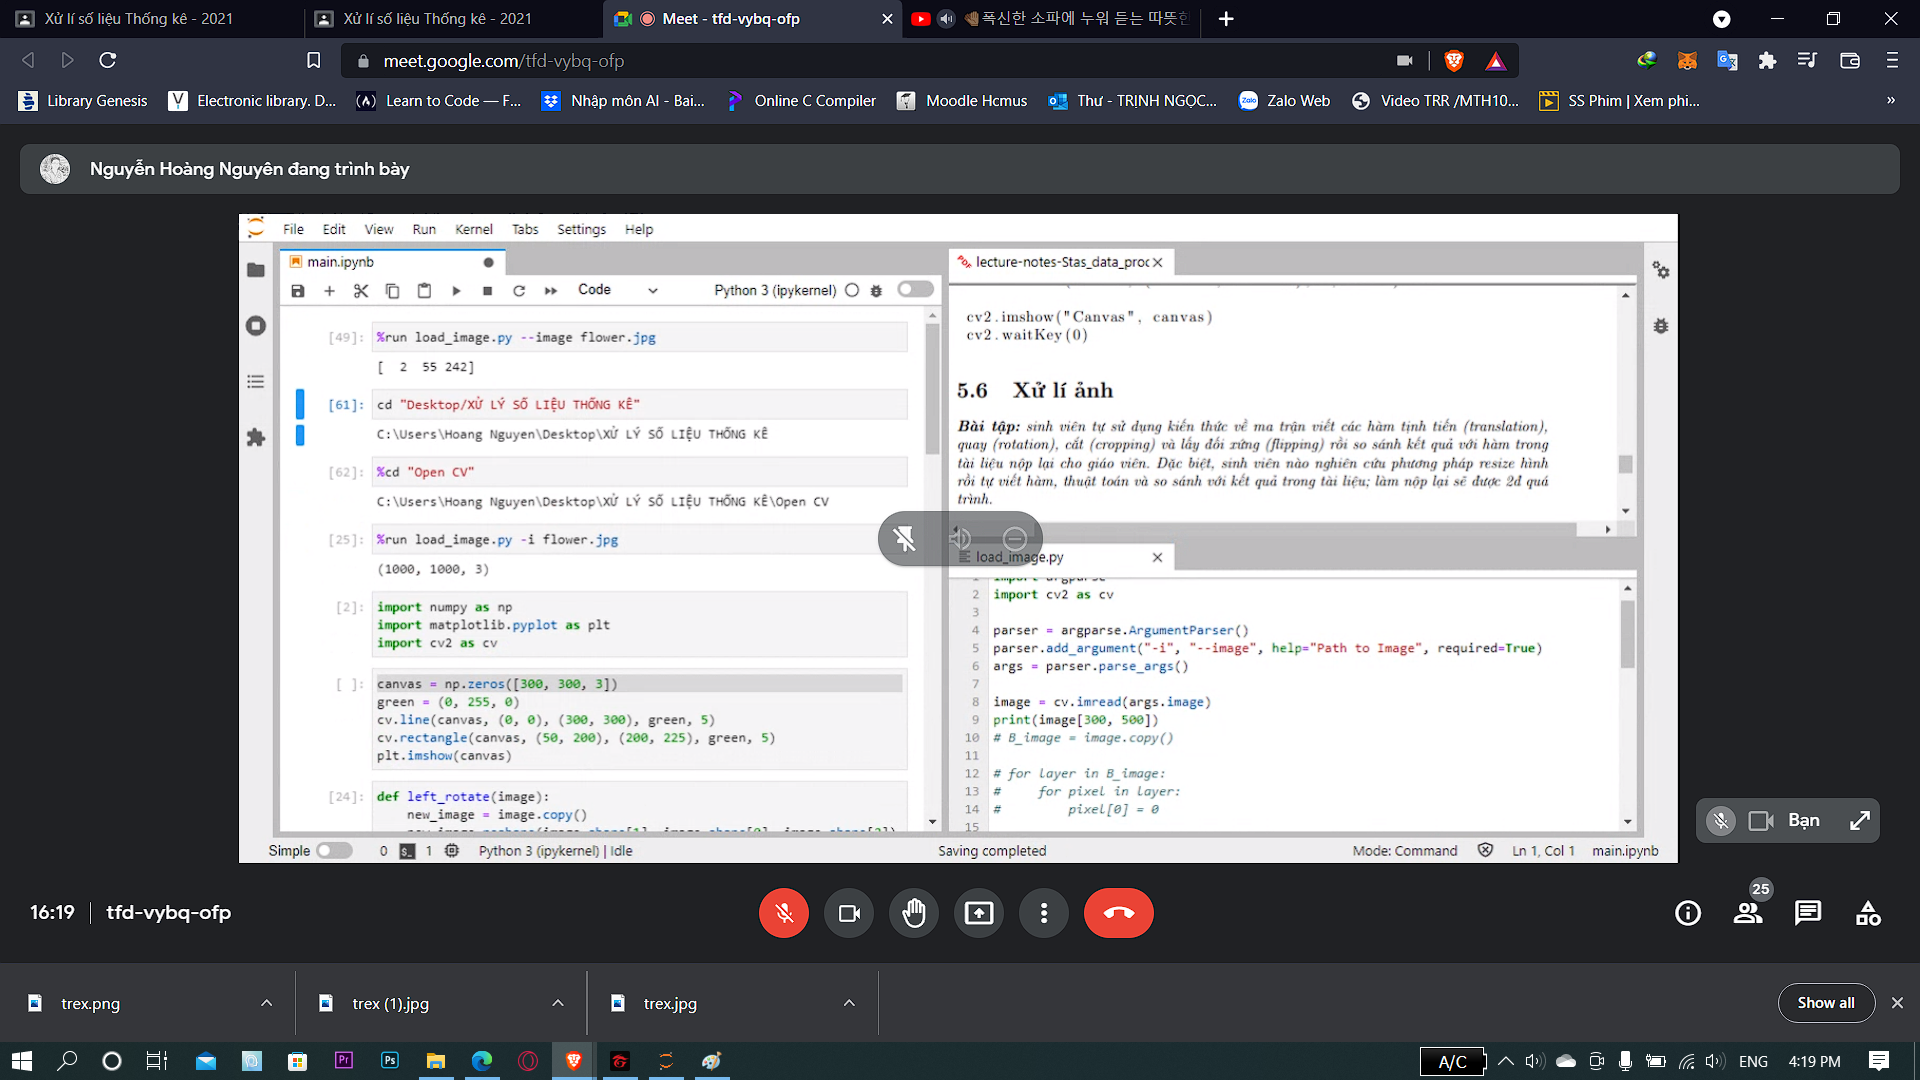 Xử lí số liệu Thống kê - 2021
Xử lí số liệu Thống kê - 2021
Meet - tfd-vybq-ofp
폭신한 소파에 누워 듣는 따뜻한
meet.google.com/tfd-vybq-ofp
Library Genesis
Electronic library. D...
Learn to Code — F...
Nhập môn AI - Bai...
Online C Compiler
Moodle Hcmus
Thư - TRỊNH NGỌC...
Zalo Web
Video TRR /MTH10...
SS Phim | Xem phi...
»
Nguyễn Hoàng Nguyên đang trình bày
File Edit View Run Kernel Tabs Settings Help
main.ipynb
Code
Python 3 (ipykernel)
[49]: %run load_image.py --image flower.jpg
[  2  55 242]
[61]: cd "Desktop/XỬ LÝ SỐ LIỆU THỐNG KÊ"
C:\Users\Hoang Nguyen\Desktop\XỬ LÝ SỐ LIỆU THỐNG KÊ
[62]: %cd "Open CV"
C:\Users\Hoang Nguyen\Desktop\XỬ LÝ SỐ LIỆU THỐNG KÊ\Open CV
[25]: %run load_image.py -i flower.jpg
(1000, 1000, 3)
[2]: import numpy as np
import matplotlib.pyplot as plt
import cv2 as cv
[ ]: canvas = np.zeros([300, 300, 3])
green = (0, 255, 0)
cv.line(canvas, (0, 0), (300, 300), green, 5)
cv.rectangle(canvas, (50, 200), (200, 225), green, 5)
plt.imshow(canvas)
[24]: def left_rotate(image):
new_image = image.copy()
lecture-notes-Stas_data_proc
cv2.imshow("Canvas", canvas)
cv2.waitKey(0)
5.6 Xử lí ảnh
Bài tập: sinh viên tự sử dụng kiến thức về ma trận viết các hàm tịnh tiến (translation),
quay (rotation), cắt (cropping) và lấy đối xứng (flipping) rồi so sánh kết quả với hàm trong
tài liệu nộp lại cho giáo viên. Đặc biệt, sinh viên nào nghiên cứu phương pháp resize hình
rồi tự viết hàm, thuật toán và so sánh với kết quả trong tài liệu; làm nộp lại sẽ được 2đ quá
trình.
load_image.py
1 import argparse
2 import cv2 as cv
3
4 parser = argparse.ArgumentParser()
5 parser.add_argument("-i", "--image", help="Path to Image", required=True)
6 args = parser.parse_args()
7
8 image = cv.imread(args.image)
9 print(image[300, 500])
10 # B_image = image.copy()
11
12 # for layer in B_image:
13 #     for pixel in layer:
14 #         pixel[0] = 0
15
Simple 0 1 Python 3 (ipykernel) | Idle Saving completed Mode: Command Ln 1, Col 1 main.ipynb
Bạn
16:19 | tfd-vybq-ofp
25
trex.png
trex (1).jpg
trex.jpg
Show all
Pr
Ps
A/C
ENG
4:19 PM